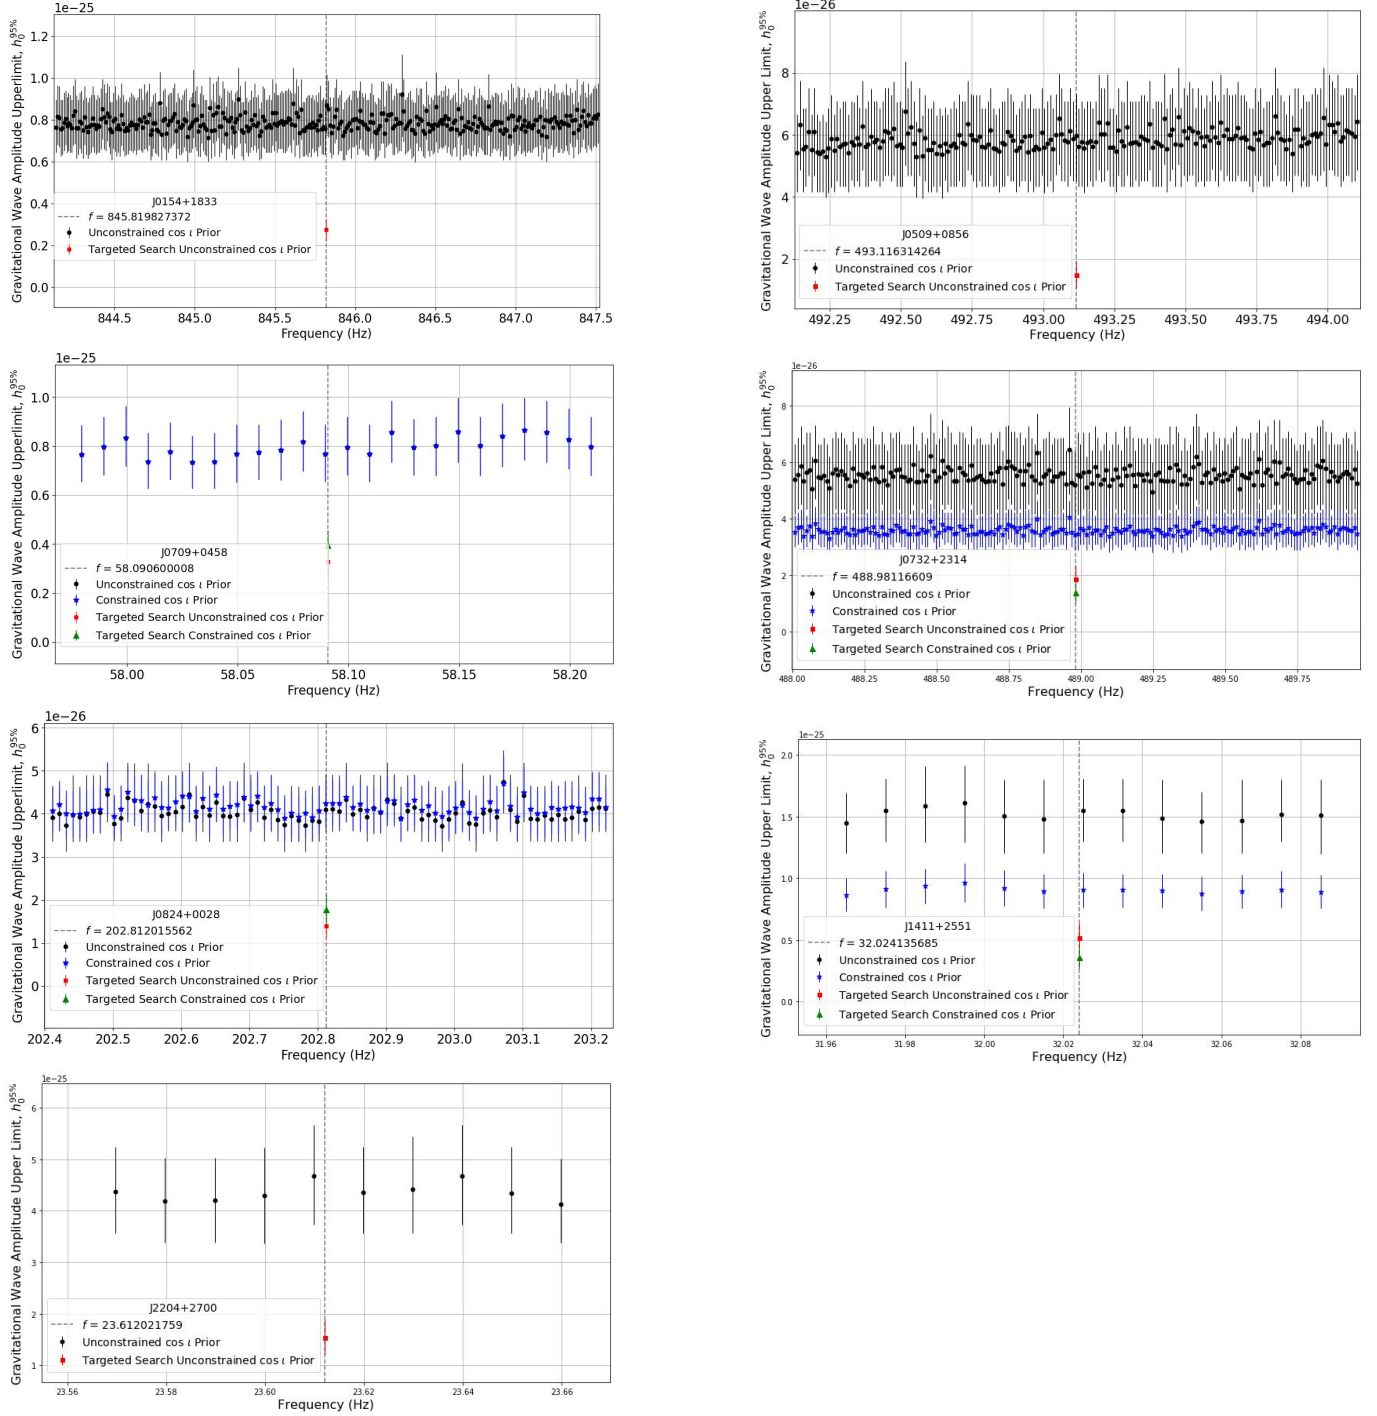 1e−25
Gravitational Wave Amplitude Upperlimit, h₀^95%
1.2
1.0
0.8
0.6
0.4
0.2
0.0
J0154+1833
f = 845.819827372
Unconstrained cos ι Prior
Targeted Search Unconstrained cos ι Prior
844.5 845.0 845.5 846.0 846.5 847.0 847.5
Frequency (Hz)
1e−26
Gravitational Wave Amplitude Upper Limit, h₀^95%
8
6
4
2
J0509+0856
f = 493.116314264
Unconstrained cos ι Prior
Targeted Search Unconstrained cos ι Prior
492.25 492.50 492.75 493.00 493.25 493.50 493.75 494.00
Frequency (Hz)
1e−25
Gravitational Wave Amplitude Upperlimit, h₀^95%
1.0
0.8
0.6
0.4
0.2
0.0
J0709+0458
f = 58.090600008
Unconstrained cos ι Prior
Constrained cos ι Prior
Targeted Search Unconstrained cos ι Prior
Targeted Search Constrained cos ι Prior
58.00 58.05 58.10 58.15 58.20
Frequency (Hz)
1e−26
Gravitational Wave Amplitude Upper Limit, h₀^95%
8
6
4
2
0
J0732+2314
f = 488.98116609
Unconstrained cos ι Prior
Constrained cos ι Prior
Targeted Search Unconstrained cos ι Prior
Targeted Search Constrained cos ι Prior
488.00 488.25 488.50 488.75 489.00 489.25 489.50 489.75
Frequency (Hz)
1e−26
Gravitational Wave Amplitude Upperlimit, h₀^95%
6
5
4
3
2
1
0
J0824+0028
f = 202.812015562
Unconstrained cos ι Prior
Constrained cos ι Prior
Targeted Search Unconstrained cos ι Prior
Targeted Search Constrained cos ι Prior
202.4 202.5 202.6 202.7 202.8 202.9 203.0 203.1 203.2
Frequency (Hz)
1e−25
Gravitational Wave Amplitude Upper Limit, h₀^95%
2.0
1.5
1.0
0.5
0.0
J1411+2551
f = 32.024135685
Unconstrained cos ι Prior
Constrained cos ι Prior
Targeted Search Unconstrained cos ι Prior
Targeted Search Constrained cos ι Prior
31.96 31.98 32.00 32.02 32.04 32.06 32.08
Frequency (Hz)
1e−25
Gravitational Wave Amplitude Upper Limit, h₀^95%
6
5
4
3
2
1
J2204+2700
f = 23.612021759
Unconstrained cos ι Prior
Targeted Search Unconstrained cos ι Prior
23.56 23.58 23.60 23.62 23.64 23.66
Frequency (Hz)